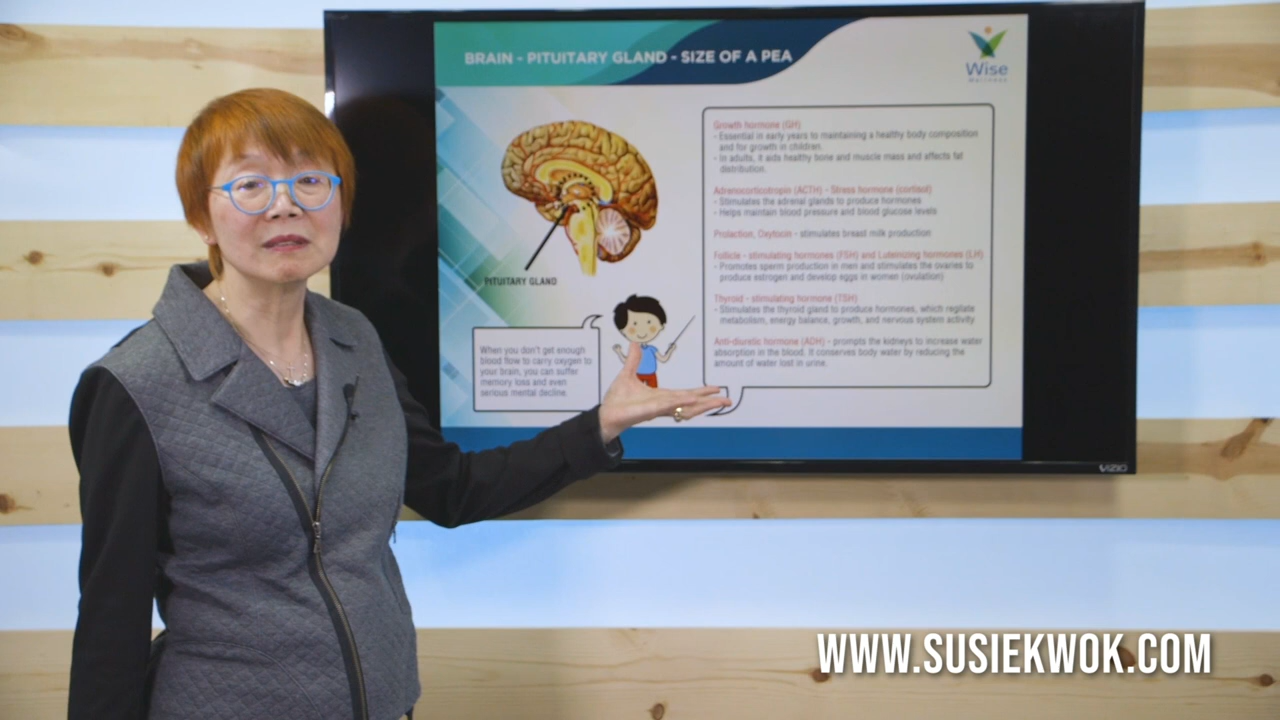 BRAIN - PITUITARY GLAND - SIZE OF A PEA
Wise
Wellness
Growth hormone (GH)
- Essential in early years to maintaining a healthy body composition
and for growth in children.
- In adults, it aids healthy bone and muscle mass and affects fat
distribution.
Adrenocorticotropin (ACTH) - Stress hormone (cortisol)
- Stimulates the adrenal glands to produce hormones
- Helps maintain blood pressure and blood glucose levels
Prolaction, Oxytocin - stimulates breast milk production
Follicle - stimulating hormones (FSH) and Luteinizing hormones (LH)
- Promotes sperm production in men and stimulates the ovaries to
produce estrogen and develop eggs in women (ovulation)
Thyroid - stimulating hormone (TSH)
- Stimulates the thyroid gland to produce hormones, which reglate
metabolism, energy balance, growth, and nervous system activity
Anti-diuretic hormone (ADH) - prompts the kidneys to increase water
absorption in the blood. It conserves body water by reducing the
amount of water lost in urine.
PITUITARY GLAND
When you don't get enough
blood flow to carry oxygen to
your brain, you can suffer
memory loss and even
serious mental decline.
VIZIO
WWW.SUSIEKWOK.COM